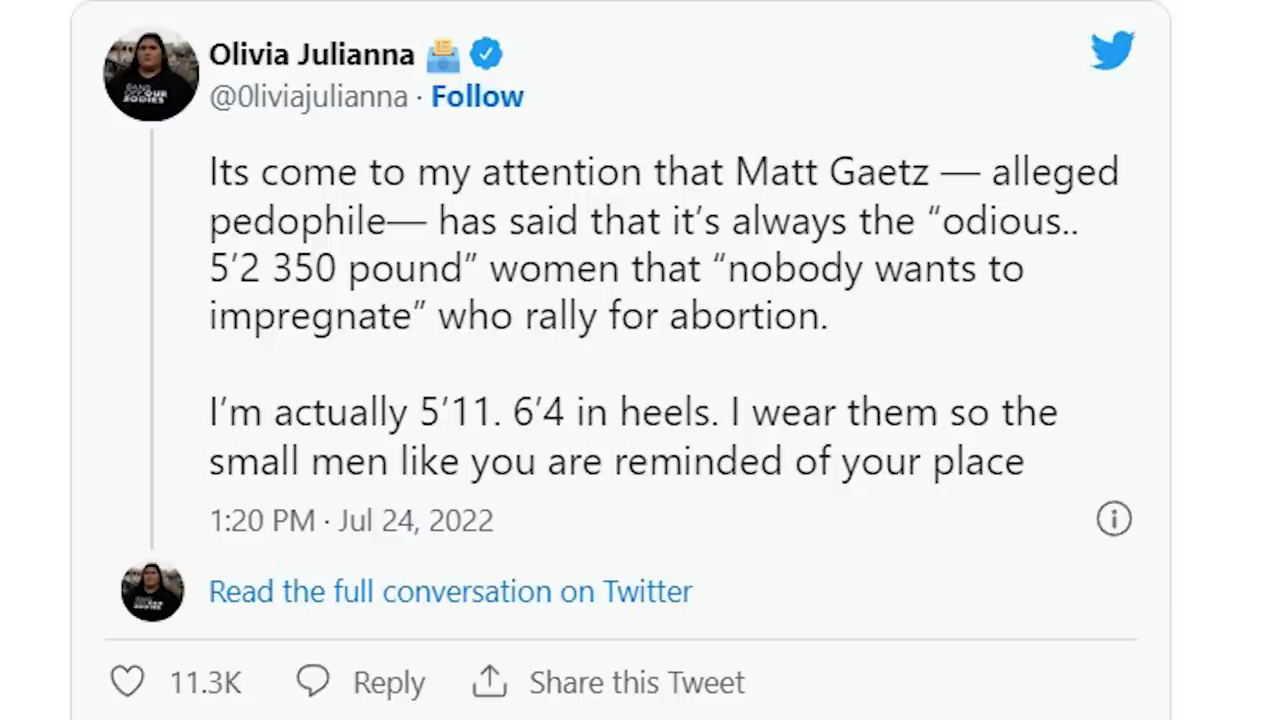 Olivia Julianna
@0liviajulianna · Follow
Its come to my attention that Matt Gaetz — alleged
pedophile— has said that it’s always the “odious..
5’2 350 pound” women that “nobody wants to
impregnate” who rally for abortion.
I’m actually 5’11. 6’4 in heels. I wear them so the
small men like you are reminded of your place
1:20 PM · Jul 24, 2022
Read the full conversation on Twitter
11.3K Reply Share this Tweet